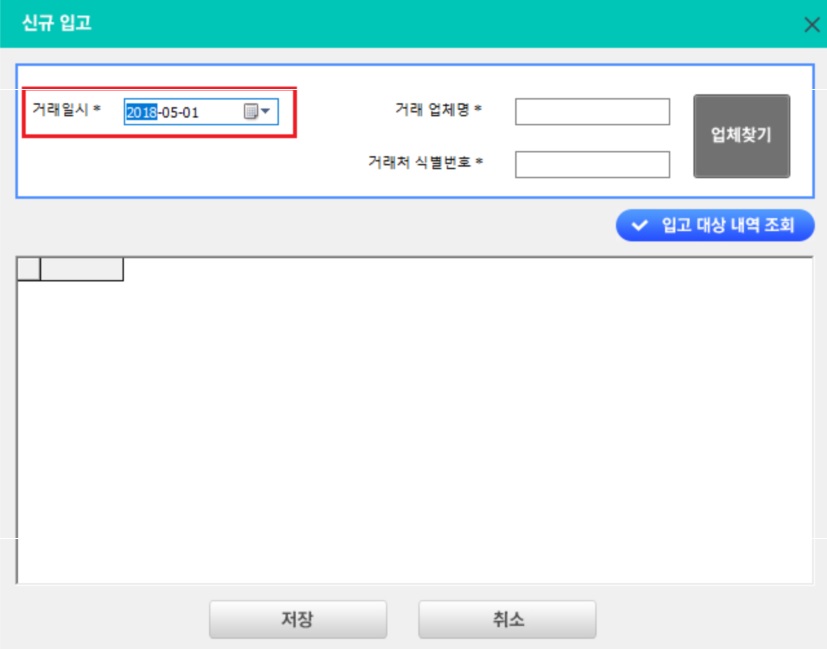 신규 입고
거래일시 * 2018-05-01 거래 업체명 *
업체찾기
거래처 식별번호 *
입고 대상 내역 조회
저장 취소